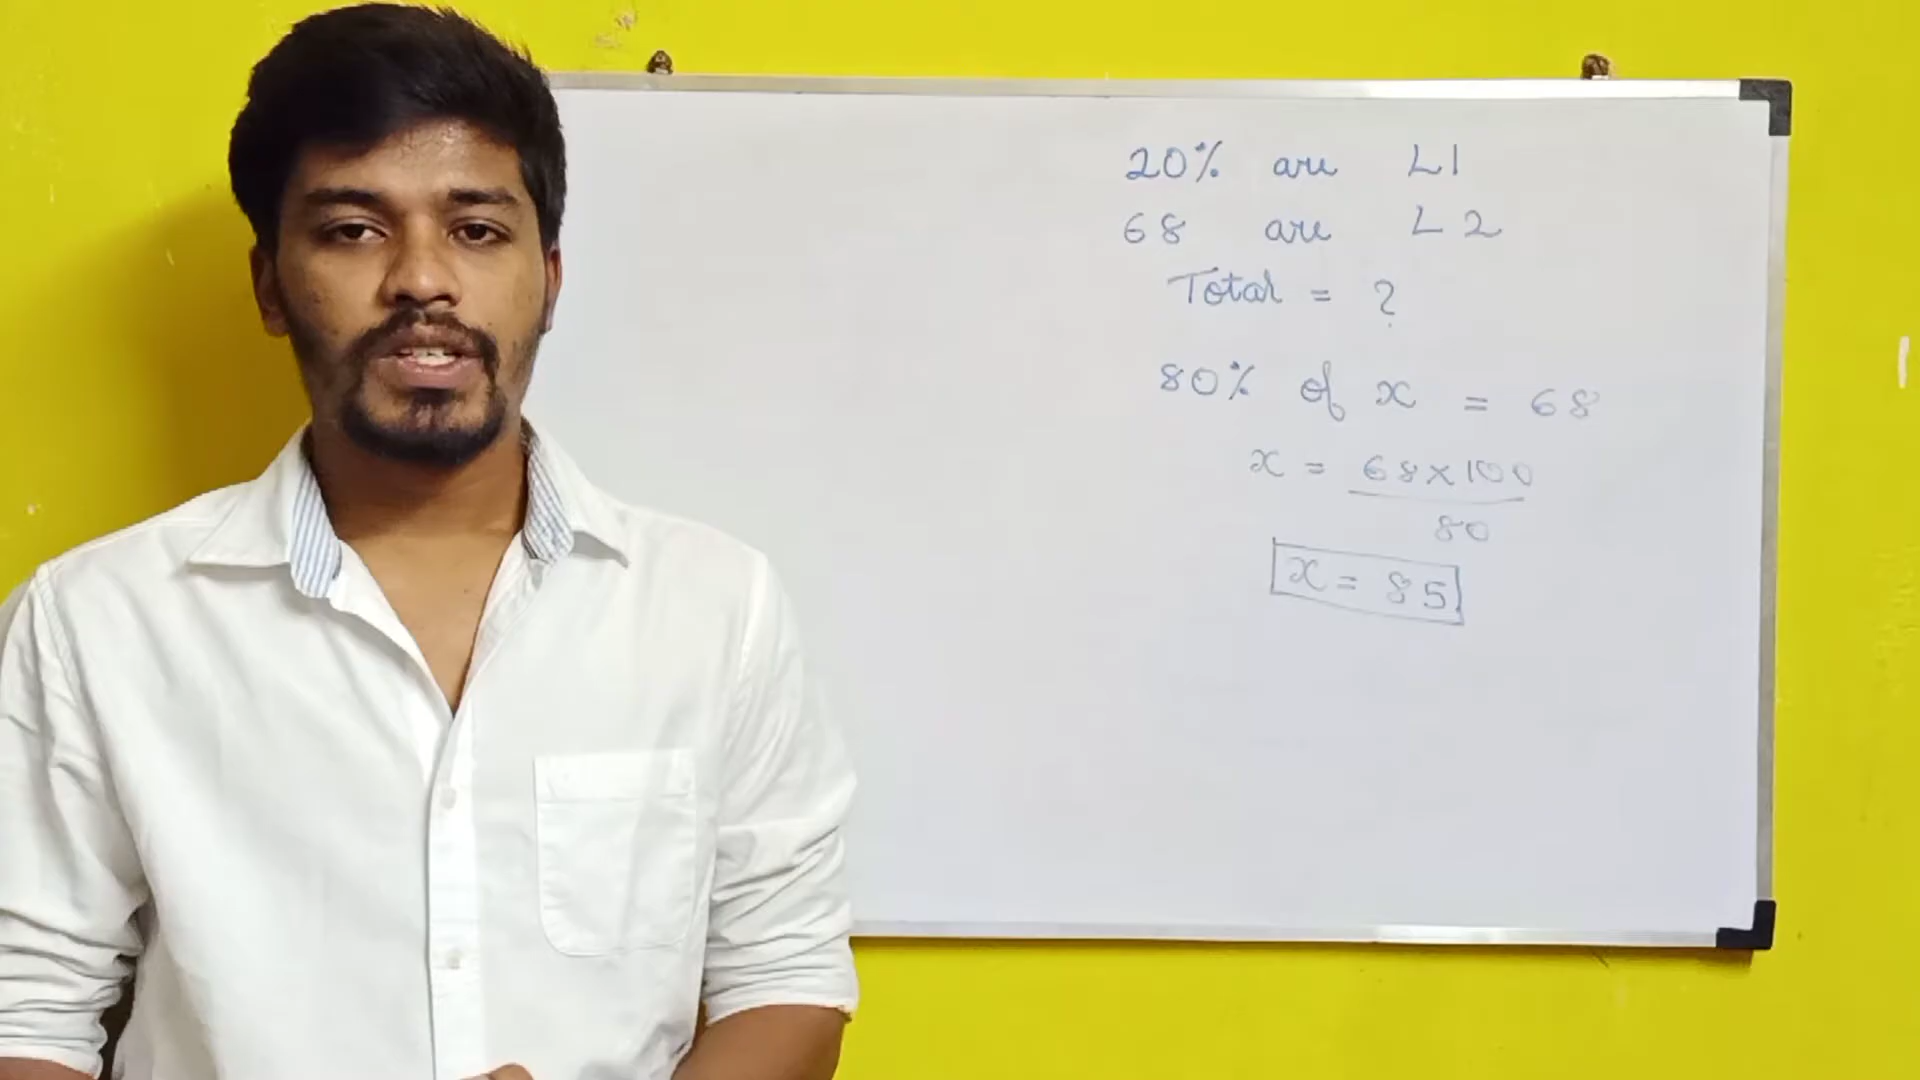 20% are L1
68 are L2
Total = ?
80% of x = 68
x = 68x100
80
x = 85